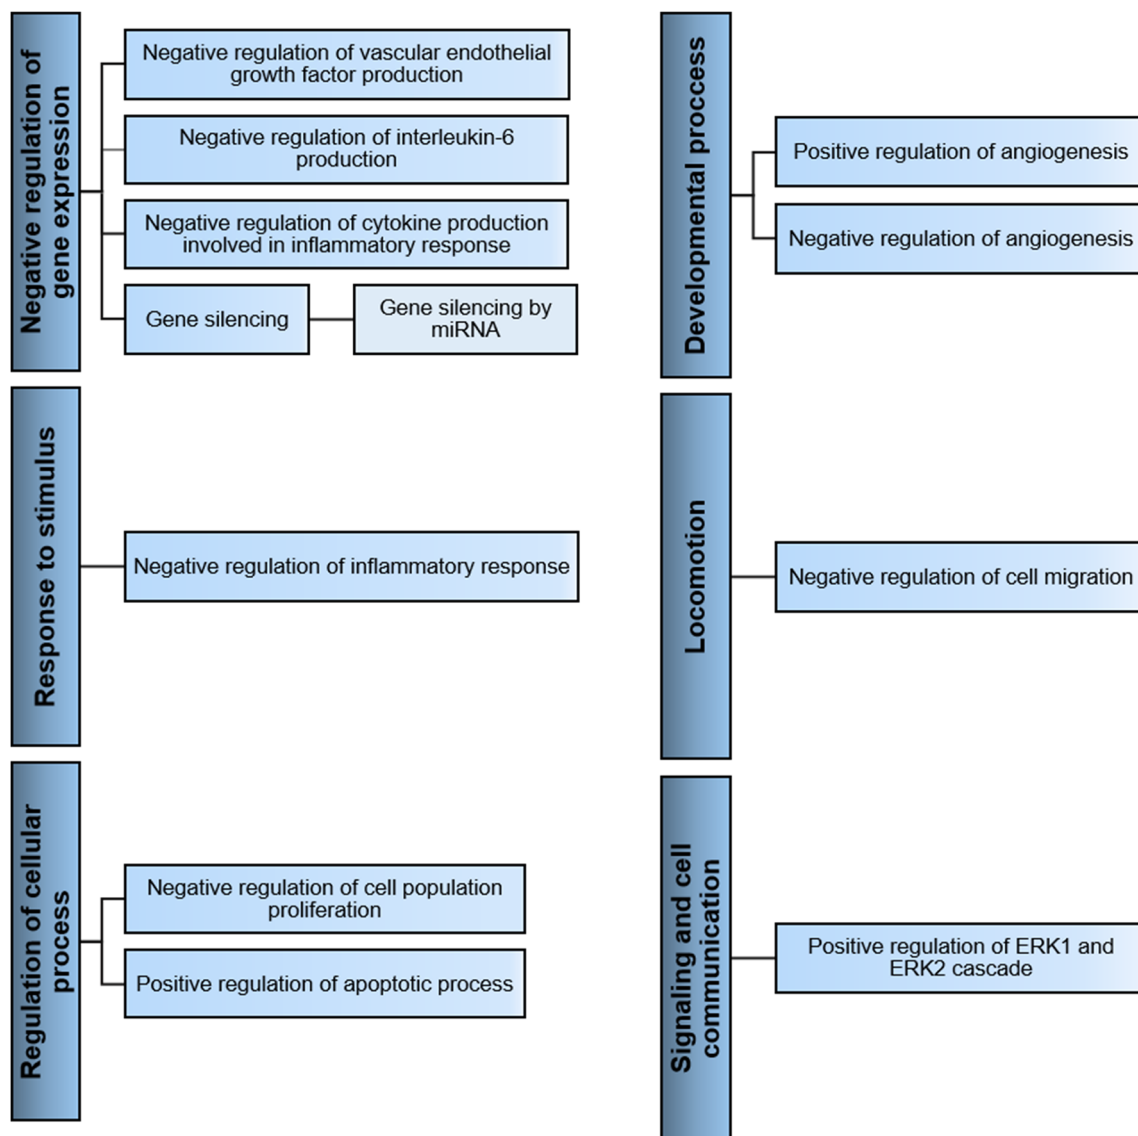 Negative regulation of
gene expression
Negative regulation of vascular endothelial
growth factor production
Negative regulation of interleukin-6
production
Negative regulation of cytokine production
involved in inflammatory response
Gene silencing
Gene silencing by
miRNA
Response to stimulus
Negative regulation of inflammatory response
Regulation of cellular
process
Negative regulation of cell population
proliferation
Positive regulation of apoptotic process
Developmental proccess
Positive regulation of angiogenesis
Negative regulation of angiogenesis
Locomotion
Negative regulation of cell migration
Signaling and cell
communication
Positive regulation of ERK1 and
ERK2 cascade